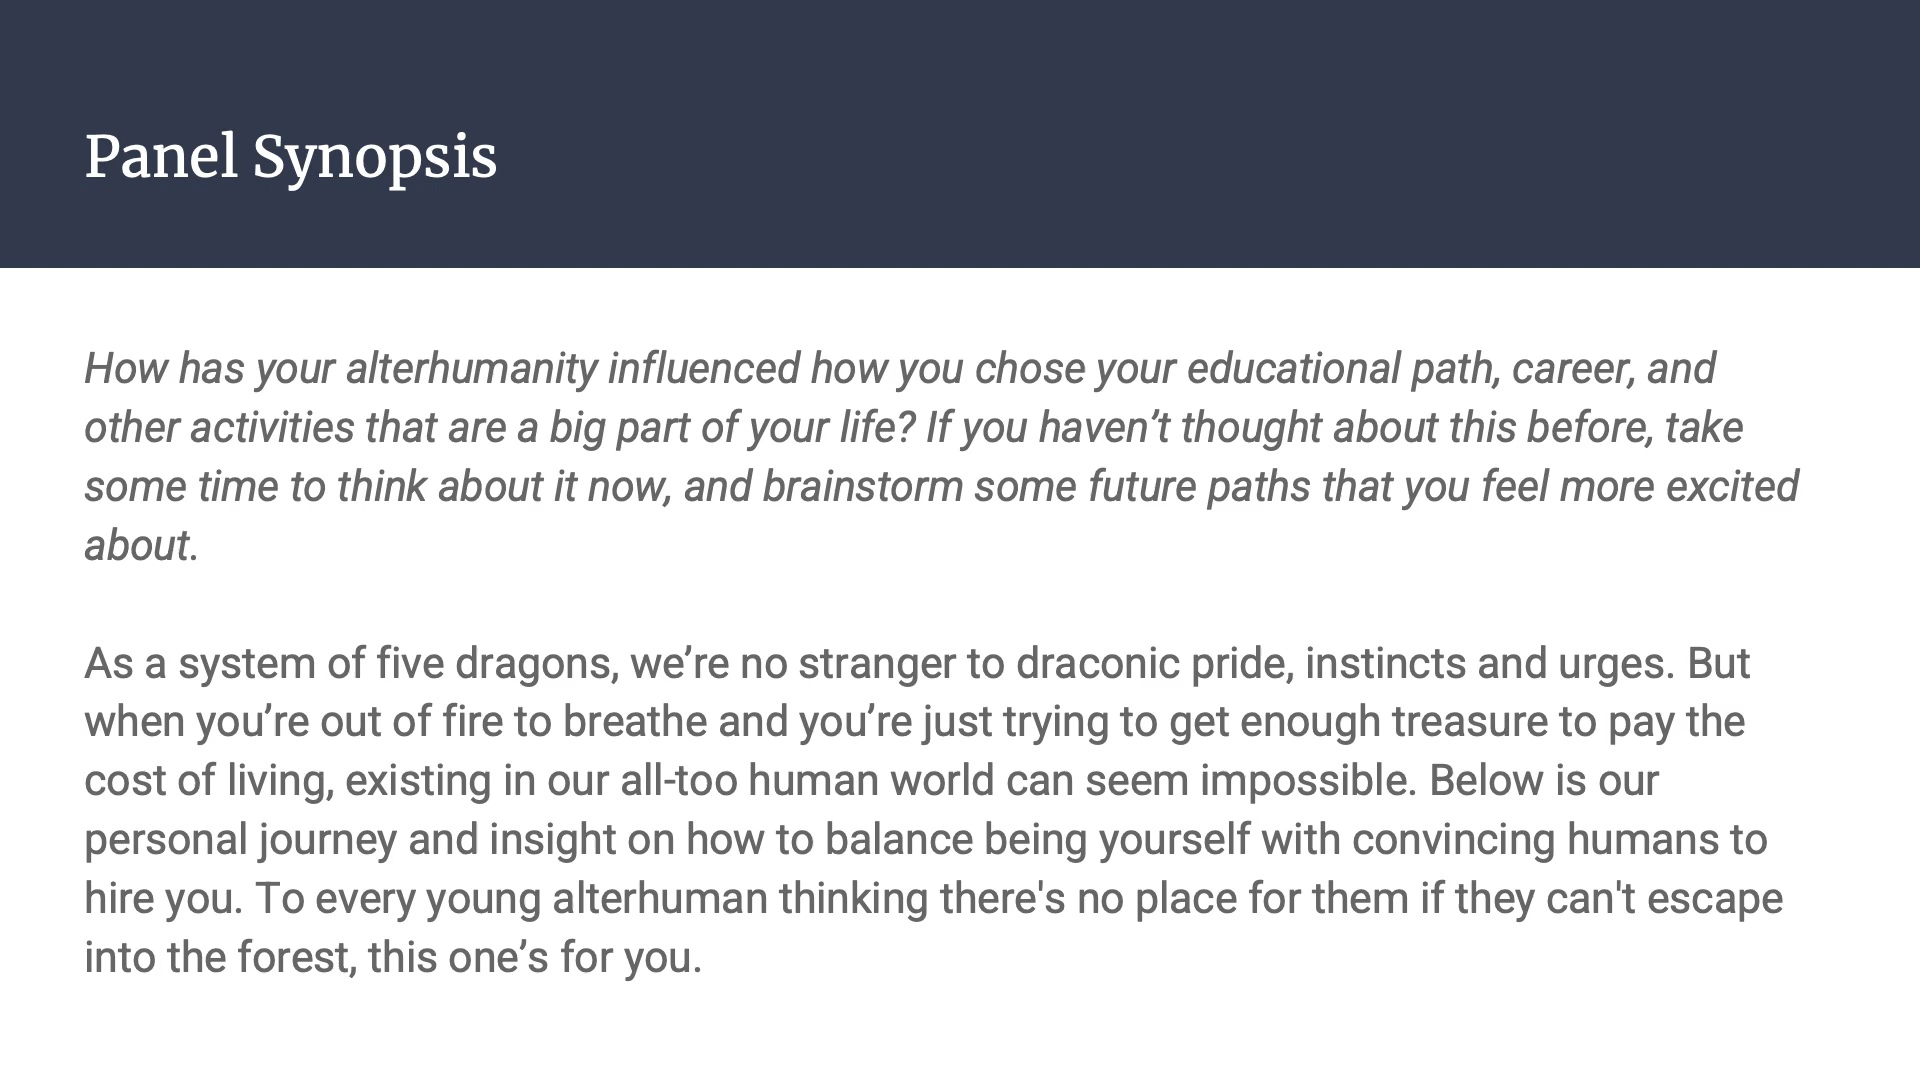 Panel Synopsis
How has your alterhumanity influenced how you chose your educational path, career, and
other activities that are a big part of your life? If you haven’t thought about this before, take
some time to think about it now, and brainstorm some future paths that you feel more excited
about.
As a system of five dragons, we’re no stranger to draconic pride, instincts and urges. But
when you’re out of fire to breathe and you’re just trying to get enough treasure to pay the
cost of living, existing in our all-too human world can seem impossible. Below is our
personal journey and insight on how to balance being yourself with convincing humans to
hire you. To every young alterhuman thinking there's no place for them if they can't escape
into the forest, this one’s for you.